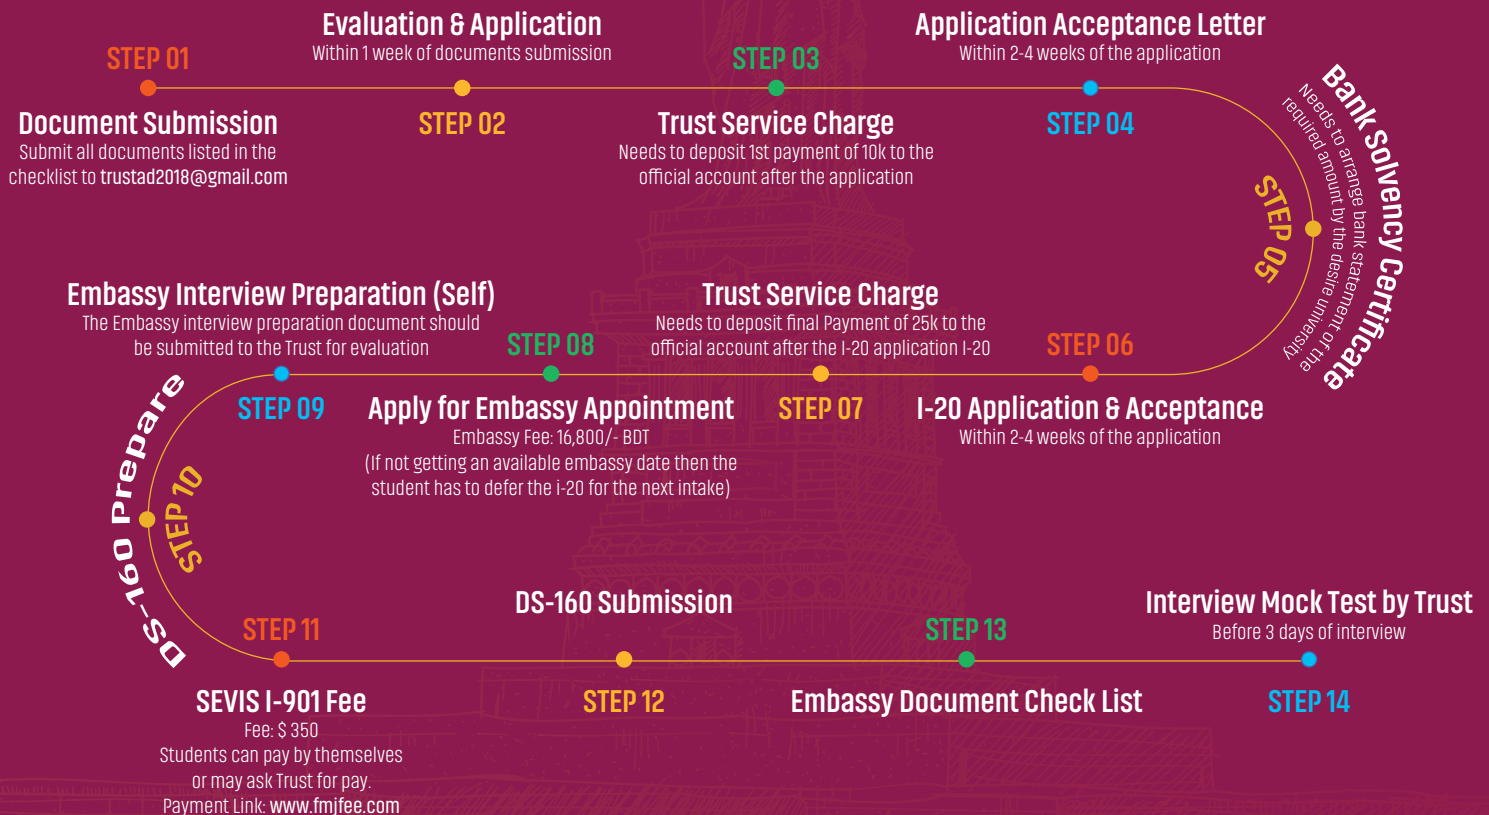 STEP 01
Document Submission
Submit all documents listed in the
checklist to trustad2018@gmail.com
Evaluation & Application
Within 1 week of documents submission
STEP 02
STEP 03
Trust Service Charge
Needs to deposit 1st payment of 10k to the
official account after the application
Application Acceptance Letter
Within 2-4 weeks of the application
STEP 04
Bank Solvency Certificate
Needs to arrange bank statement of the
required amount by the desire university
STEP 05
STEP 06
I-20 Application & Acceptance
Within 2-4 weeks of the application
Trust Service Charge
Needs to deposit final Payment of 25k to the
official account after the I-20 application I-20
STEP 07
STEP 08
Apply for Embassy Appointment
Embassy Fee: 16,800/- BDT
(If not getting an available embassy date then the
student has to defer the i-20 for the next intake)
Embassy Interview Preparation (Self)
The Embassy interview preparation document should
be submitted to the Trust for evaluation
STEP 09
DS-160 Prepare
STEP 10
STEP 11
SEVIS I-901 Fee
Fee: $ 350
Students can pay by themselves
or may ask Trust for pay.
Payment Link: www.fmjfee.com
DS-160 Submission
STEP 12
STEP 13
Embassy Document Check List
Interview Mock Test by Trust
Before 3 days of interview
STEP 14